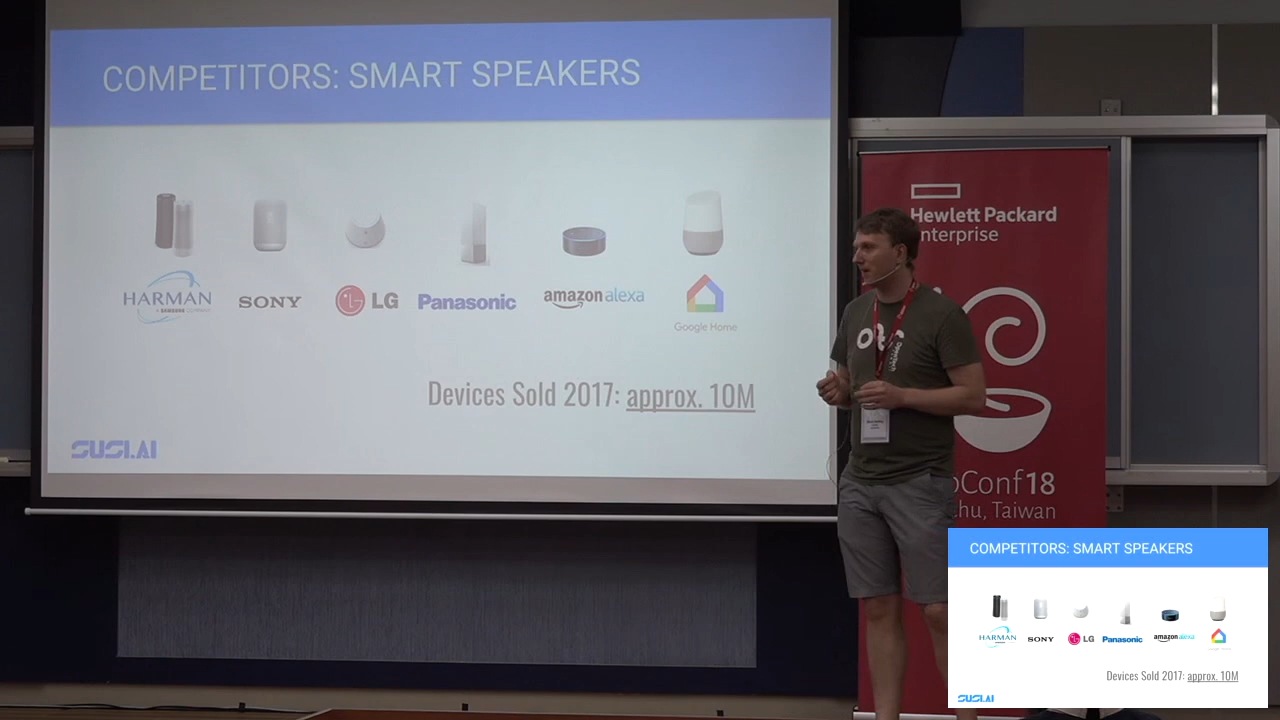 COMPETITORS: SMART SPEAKERS
HARMAN
SONY
LG
Panasonic
amazon alexa
Google Home
Devices Sold 2017: approx. 10M
SUSI.AI
Hewlett Packard
Enterprise
Conf18
Taiwan
COMPETITORS: SMART SPEAKERS
HARMAN
SONY
LG
Panasonic
amazon alexa
Devices Sold 2017: approx. 10M
SUSI.AI